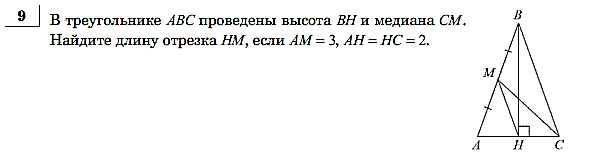 9
В треугольнике ABC проведены высота BH и медиана CM.
Найдите длину отрезка HM, если AM = 3, AH = HC = 2.
B
M
A H C